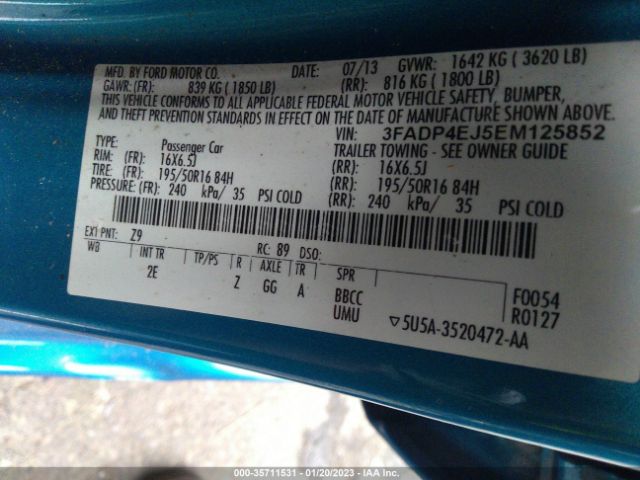 MFD. BY FORD MOTOR CO. DATE: 07/13 GVWR: 1642 KG ( 3620 LB)
GAWR: (FR): 839 KG ( 1850 LB) (RR): 816 KG ( 1800 LB)
THIS VEHICLE CONFORMS TO ALL APPLICABLE FEDERAL MOTOR VEHICLE SAFETY, BUMPER,
AND THEFT PREVENTION STANDARDS IN EFFECT ON THE DATE OF MANUFACTURE SHOWN ABOVE.
VIN: 3FADP4EJ5EM125852
TYPE: Passenger Car TRAILER TOWING - SEE OWNER GUIDE
RIM: (FR) 16X6.5J (RR): 16X6.5J
TIRE: (FR) 195/50R16 84H (RR): 195/50R16 84H
PRESSURE: (FR) 240 kPa/ 35 PSI COLD (RR): 240 kPa/ 35 PSI COLD
EXT PNT: Z9 RC: 89 DSO:
WB INT TR TP/PS R AXLE TR SPR
2E Z GG A BBCC F0054
UMU R0127
▽5U5A-3520472-AA
000-35711531 - 01/20/2023 - IAA Inc.